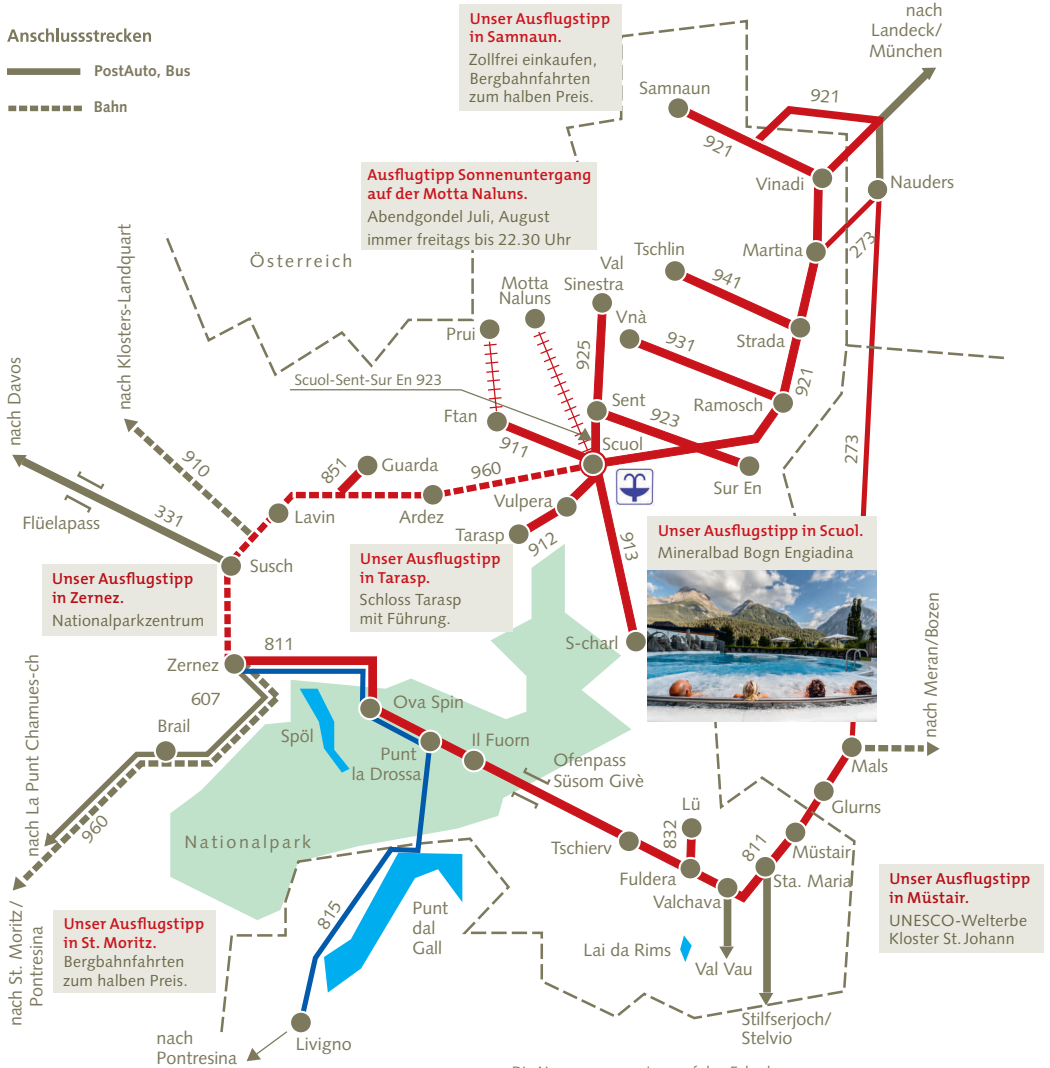 Anschlussstrecken
PostAuto, Bus
Bahn
Unser Ausflugstipp
in Samnaun.
Zollfrei einkaufen,
Bergbahnfahrten
zum halben Preis.
nach
Landeck/
München
Samnaun
921
921
Vinadi
Nauders
Ausflugtipp Sonnenuntergang
auf der Motta Naluns.
Abendgondel Juli, August
immer freitags bis 22.30 Uhr
Österreich
Martina
273
Tschlin
941
Val
Sinestra
Motta
Naluns
Prui
Vnà
931
Strada
925
921
nach Klosters-Landquart
nach Davos
Scuol-Sent-Sur En 923
Sent
923
Ramosch
Ftan
911
Scuol
273
910
851
Guarda
960
Sur En
Lavin
Ardez
Vulpera
Flüelapass
331
Tarasp
912
913
Unser Ausflugstipp in Scuol.
Mineralbad Bogn Engiadina
Susch
Unser Ausflugstipp
in Zernez.
Nationalparkzentrum
Unser Ausflugstipp
in Tarasp.
Schloss Tarasp
mit Führung.
S-charl
811
Zernez
607
nach Meran/Bozen
Ova Spin
Brail
Spöl
Punt
la Drossa
Il Fuorn
Ofenpass
Süsom Givè
Mals
nach La Punt Chamues-ch
960
Glurns
Lü
832
Nationalpark
Tschierv
811
Müstair
Fuldera
Sta. Maria
Valchava
Unser Ausflugstipp
in Müstair.
UNESCO-Welterbe
Kloster St. Johann
nach St. Moritz/
Pontresina
Unser Ausflugstipp
in St. Moritz.
Bergbahnfahrten
zum halben Preis.
815
Punt
dal
Gall
Lai da Rims
Val Vau
Stilfserjoch/
Stelvio
nach
Pontresina
Livigno